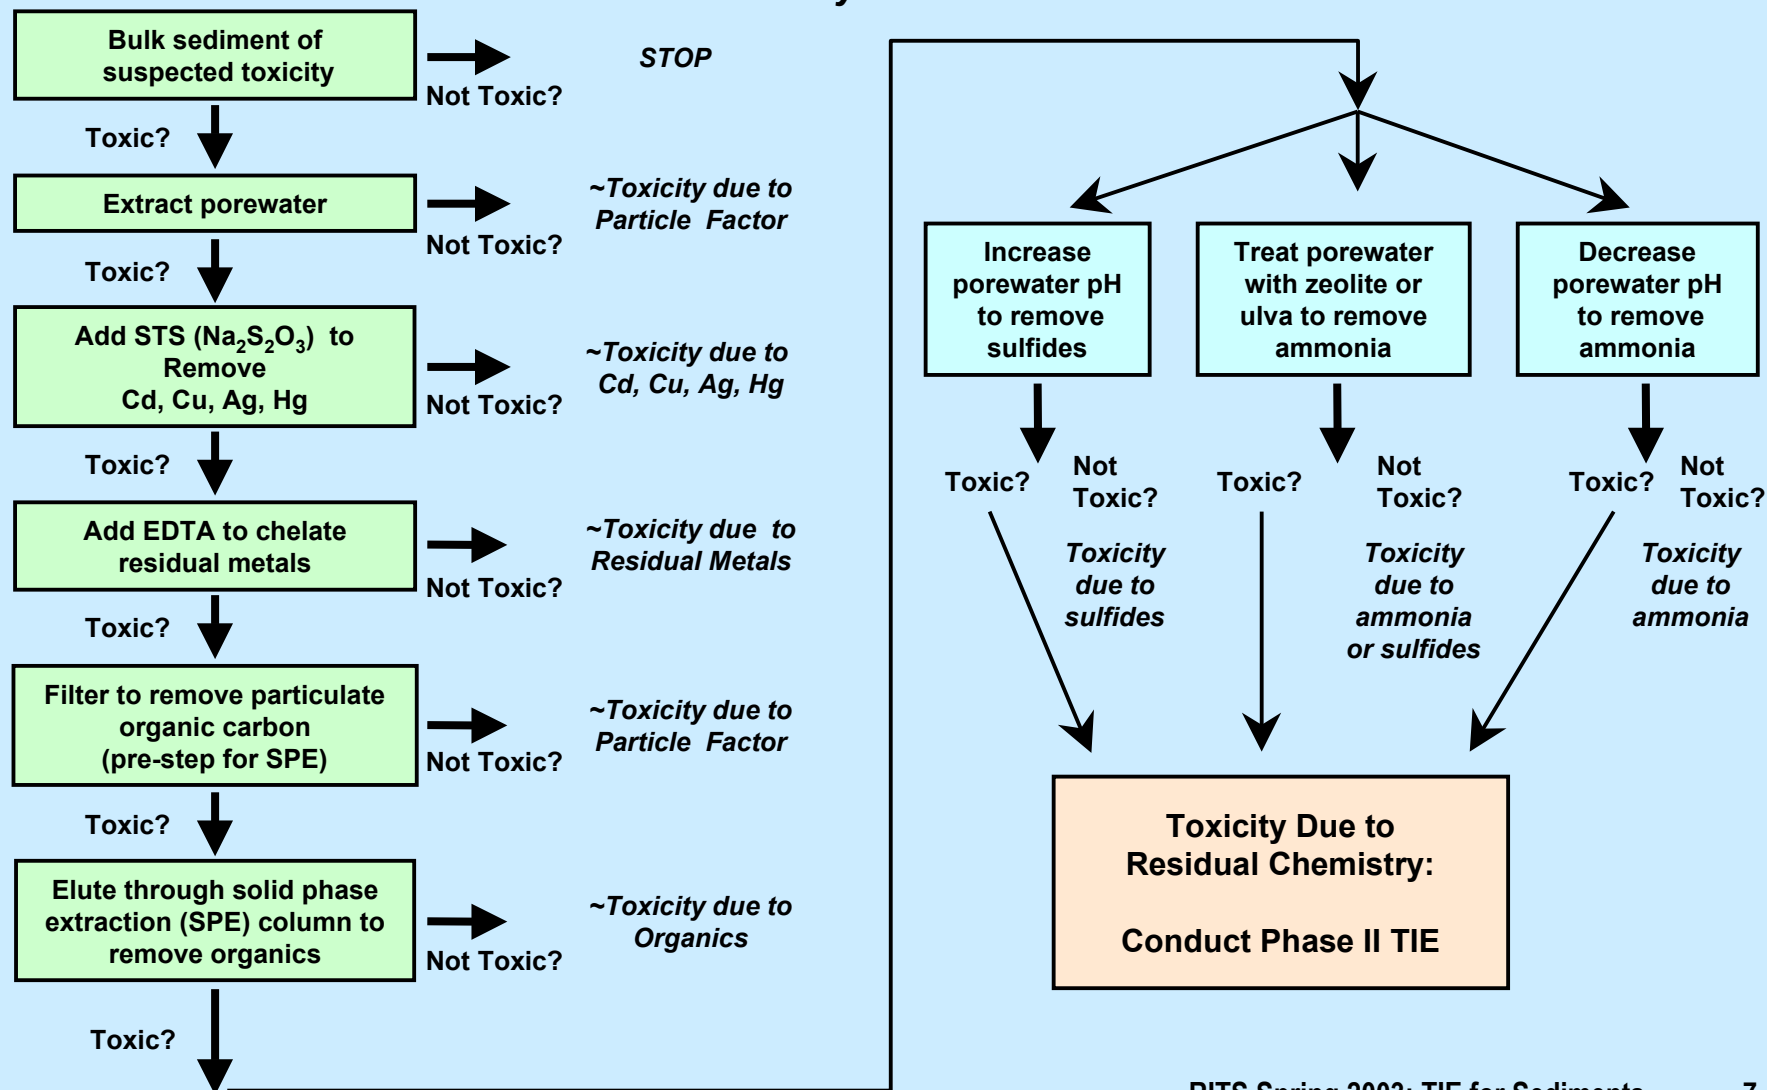 Bulk sediment of
suspected toxicity
Not Toxic?
STOP
Toxic?
Extract porewater
Not Toxic?
~Toxicity due to
Particle Factor
Toxic?
Add STS (Na₂S₂O₃) to
Remove
Cd, Cu, Ag, Hg
Not Toxic?
~Toxicity due to
Cd, Cu, Ag, Hg
Toxic?
Add EDTA to chelate
residual metals
Not Toxic?
~Toxicity due to
Residual Metals
Toxic?
Filter to remove particulate
organic carbon
(pre-step for SPE)
Not Toxic?
~Toxicity due to
Particle Factor
Toxic?
Elute through solid phase
extraction (SPE) column to
remove organics
Not Toxic?
~Toxicity due to
Organics
Toxic?
Increase
porewater pH
to remove
sulfides
Toxic?
Not
Toxic?
Toxicity
due to
sulfides
Treat porewater
with zeolite or
ulva to remove
ammonia
Toxic?
Not
Toxic?
Toxicity
due to
ammonia
or sulfides
Decrease
porewater pH
to remove
ammonia
Toxic?
Not
Toxic?
Toxicity
due to
ammonia
Toxicity Due to
Residual Chemistry:
Conduct Phase II TIE
RITS Spring 2003: TIE for Sediments 7